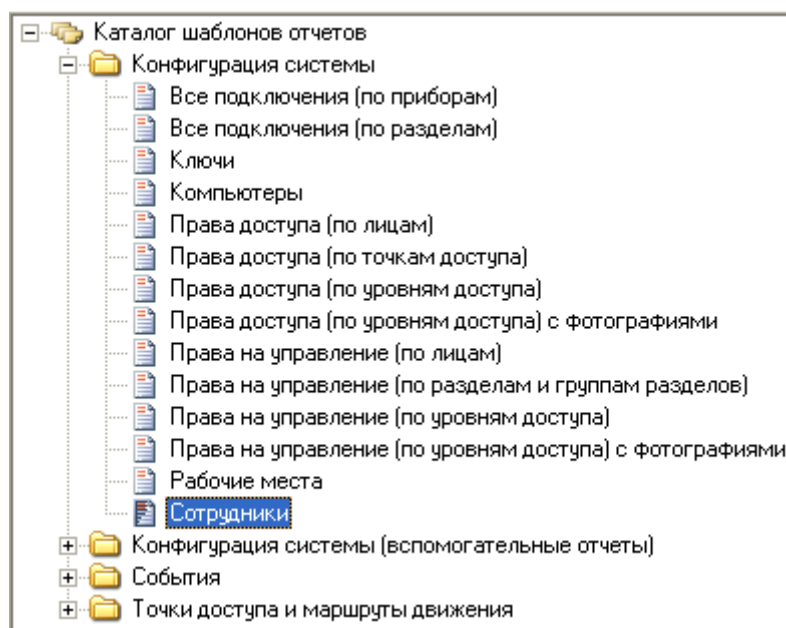 Каталог шаблонов отчетов
Конфигурация системы
Все подключения (по приборам)
Все подключения (по разделам)
Ключи
Компьютеры
Права доступа (по лицам)
Права доступа (по точкам доступа)
Права доступа (по уровням доступа)
Права доступа (по уровням доступа) с фотографиями
Права на управление (по лицам)
Права на управление (по разделам и группам разделов)
Права на управление (по уровням доступа)
Права на управление (по уровням доступа) с фотографиями
Рабочие места
Сотрудники
Конфигурация системы (вспомогательные отчеты)
События
Точки доступа и маршруты движения